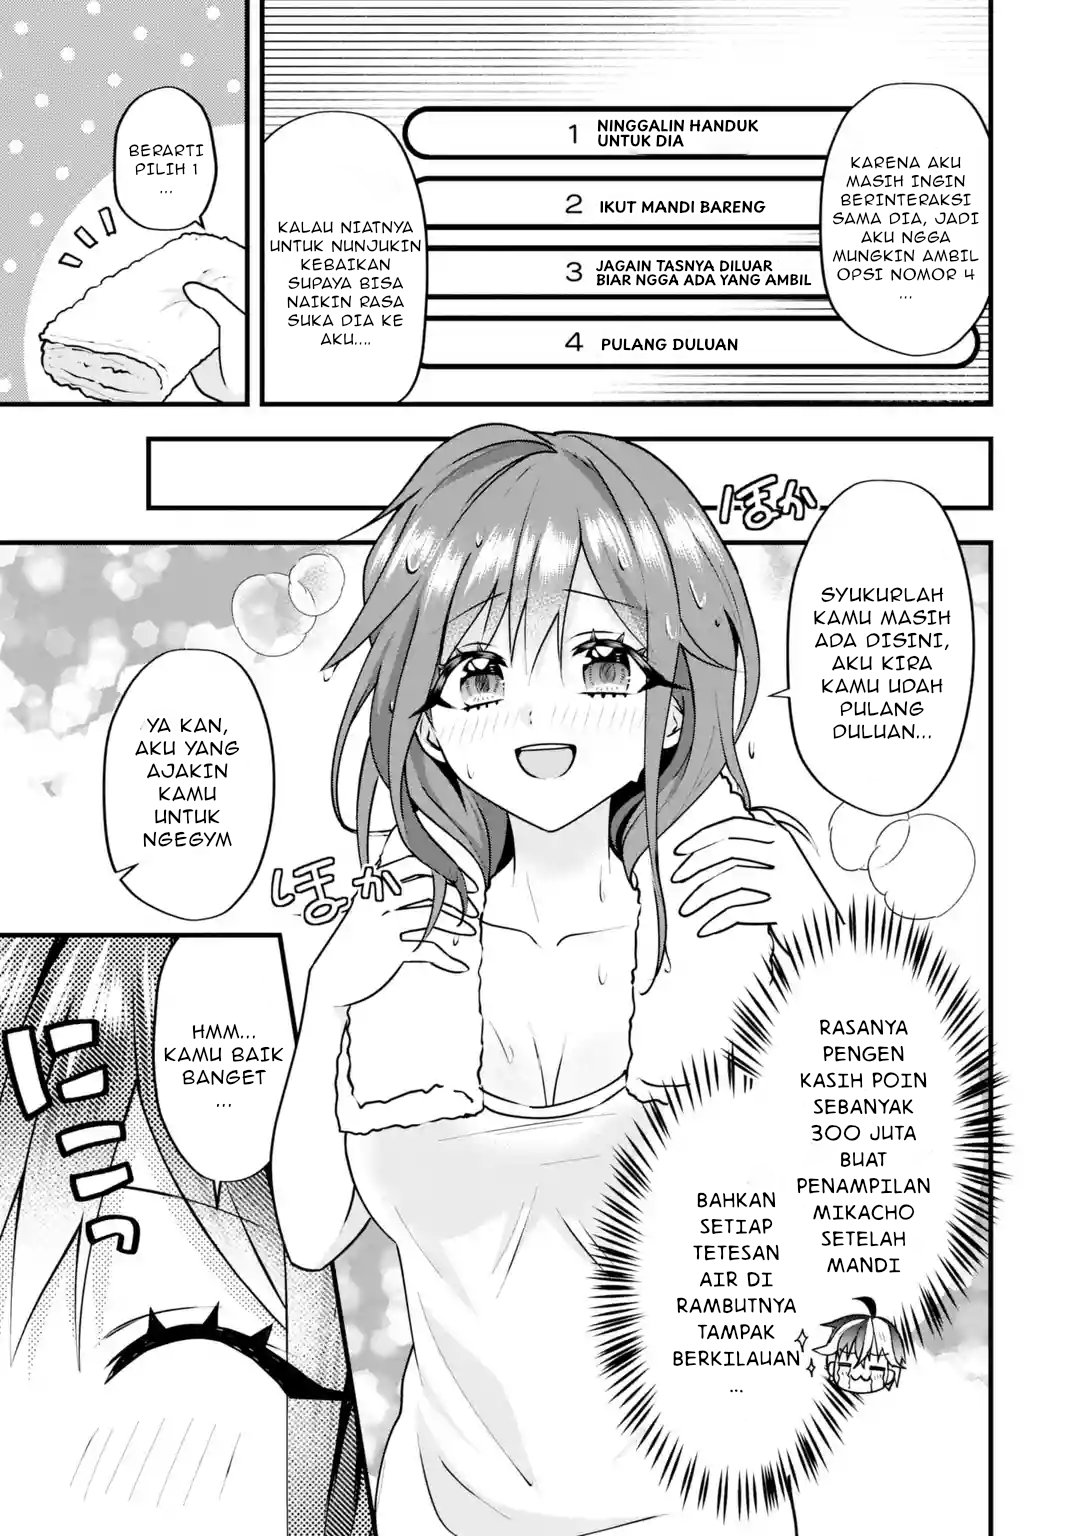 KARENA AKU
MASIH INGIN
BERINTERAKSI
SAMA DIA, JADI
AKU NGGA
MUNGKIN AMBIL
OPSI NOMOR 4
...
1 NINGGALIN HANDUK
UNTUK DIA
2 IKUT MANDI BARENG
3 JAGAIN TASNYA DILUAR
BIAR NGGA ADA YANG AMBIL
4 PULANG DULUAN
KALAU NIATNYA
UNTUK NUNJUKIN
KEBAIKAN
SUPAYA BISA
NAIKIN RASA
SUKA DIA KE
AKU....
BERARTI
PILIH 1
...
ほか
SYUKURLAH
KAMU MASIH
ADA DISINI,
AKU KIRA
KAMU UDAH
PULANG
DULUAN...
YA KAN,
AKU YANG
AJAKIN
KAMU
UNTUK
NGEGYM
ほか
RASANYA
PENGEN
KASIH POIN
SEBANYAK
300 JUTA
BUAT
PENAMPILAN
MIKACHO
SETELAH
MANDI
BAHKAN
SETIAP
TETESAN
AIR DI
RAMBUTNYA
TAMPAK
BERKILAUAN
...
HMM...
KAMU BAIK
BANGET
...
にこっ